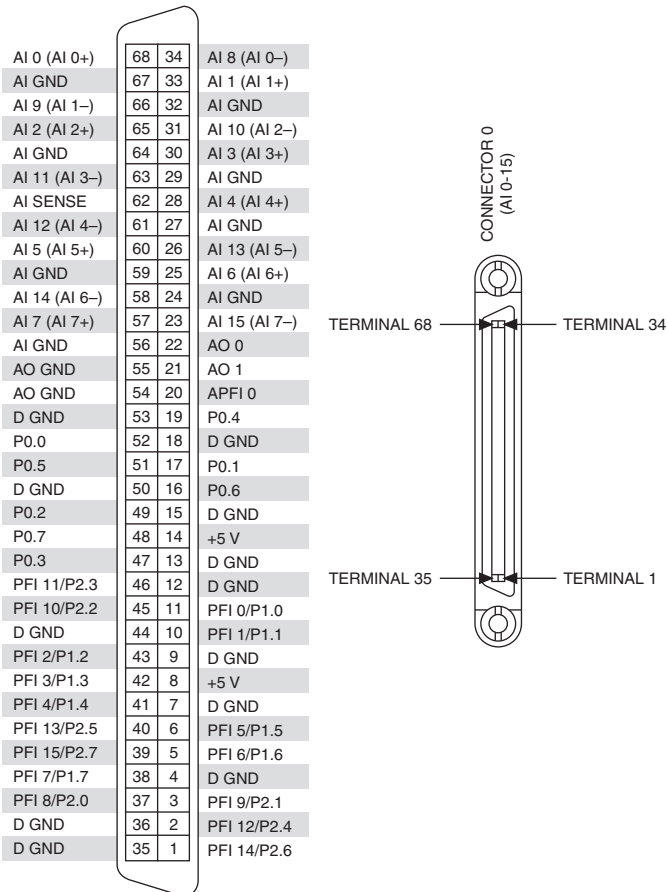 AI 0 (AI 0+) 68 34 AI 8 (AI 0–)
AI GND 67 33 AI 1 (AI 1+)
AI 9 (AI 1–) 66 32 AI GND
AI 2 (AI 2+) 65 31 AI 10 (AI 2–)
AI GND 64 30 AI 3 (AI 3+)
AI 11 (AI 3–) 63 29 AI GND
AI SENSE 62 28 AI 4 (AI 4+)
AI 12 (AI 4–) 61 27 AI GND
AI 5 (AI 5+) 60 26 AI 13 (AI 5–)
AI GND 59 25 AI 6 (AI 6+)
AI 14 (AI 6–) 58 24 AI GND
AI 7 (AI 7+) 57 23 AI 15 (AI 7–)
AI GND 56 22 AO 0
AO GND 55 21 AO 1
AO GND 54 20 APFI 0
D GND 53 19 P0.4
P0.0 52 18 D GND
P0.5 51 17 P0.1
D GND 50 16 P0.6
P0.2 49 15 D GND
P0.7 48 14 +5 V
P0.3 47 13 D GND
PFI 11/P2.3 46 12 D GND
PFI 10/P2.2 45 11 PFI 0/P1.0
D GND 44 10 PFI 1/P1.1
PFI 2/P1.2 43 9 D GND
PFI 3/P1.3 42 8 +5 V
PFI 4/P1.4 41 7 D GND
PFI 13/P2.5 40 6 PFI 5/P1.5
PFI 15/P2.7 39 5 PFI 6/P1.6
PFI 7/P1.7 38 4 D GND
PFI 8/P2.0 37 3 PFI 9/P2.1
D GND 36 2 PFI 12/P2.4
D GND 35 1 PFI 14/P2.6
CONNECTOR 0
(AI 0-15)
TERMINAL 68
TERMINAL 34
TERMINAL 35
TERMINAL 1